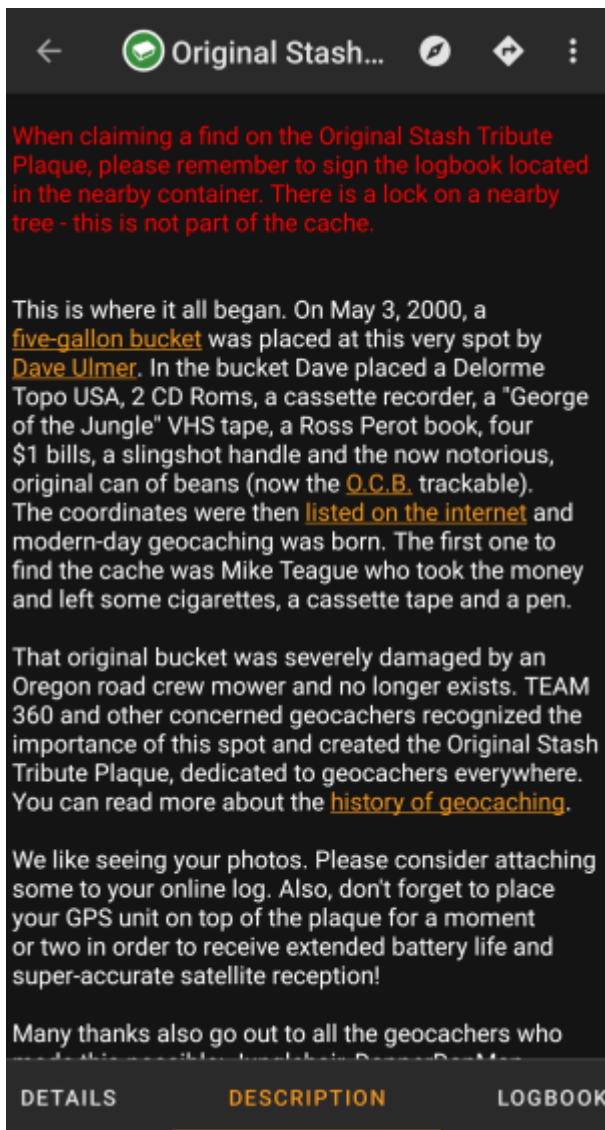 Original Stash...
When claiming a find on the Original Stash Tribute
Plaque, please remember to sign the logbook located
in the nearby container. There is a lock on a nearby
tree - this is not part of the cache.
This is where it all began. On May 3, 2000, a
five-gallon bucket was placed at this very spot by
Dave Ulmer. In the bucket Dave placed a Delorme
Topo USA, 2 CD Roms, a cassette recorder, a "George
of the Jungle" VHS tape, a Ross Perot book, four
$1 bills, a slingshot handle and the now notorious,
original can of beans (now the O.C.B. trackable).
The coordinates were then listed on the internet and
modern-day geocaching was born. The first one to
find the cache was Mike Teague who took the money
and left some cigarettes, a cassette tape and a pen.
That original bucket was severely damaged by an
Oregon road crew mower and no longer exists. TEAM
360 and other concerned geocachers recognized the
importance of this spot and created the Original Stash
Tribute Plaque, dedicated to geocachers everywhere.
You can read more about the history of geocaching.
We like seeing your photos. Please consider attaching
some to your online log. Also, don't forget to place
your GPS unit on top of the plaque for a moment
or two in order to receive extended battery life and
super-accurate satellite reception!
Many thanks also go out to all the geocachers who
DETAILS DESCRIPTION LOGBOOK